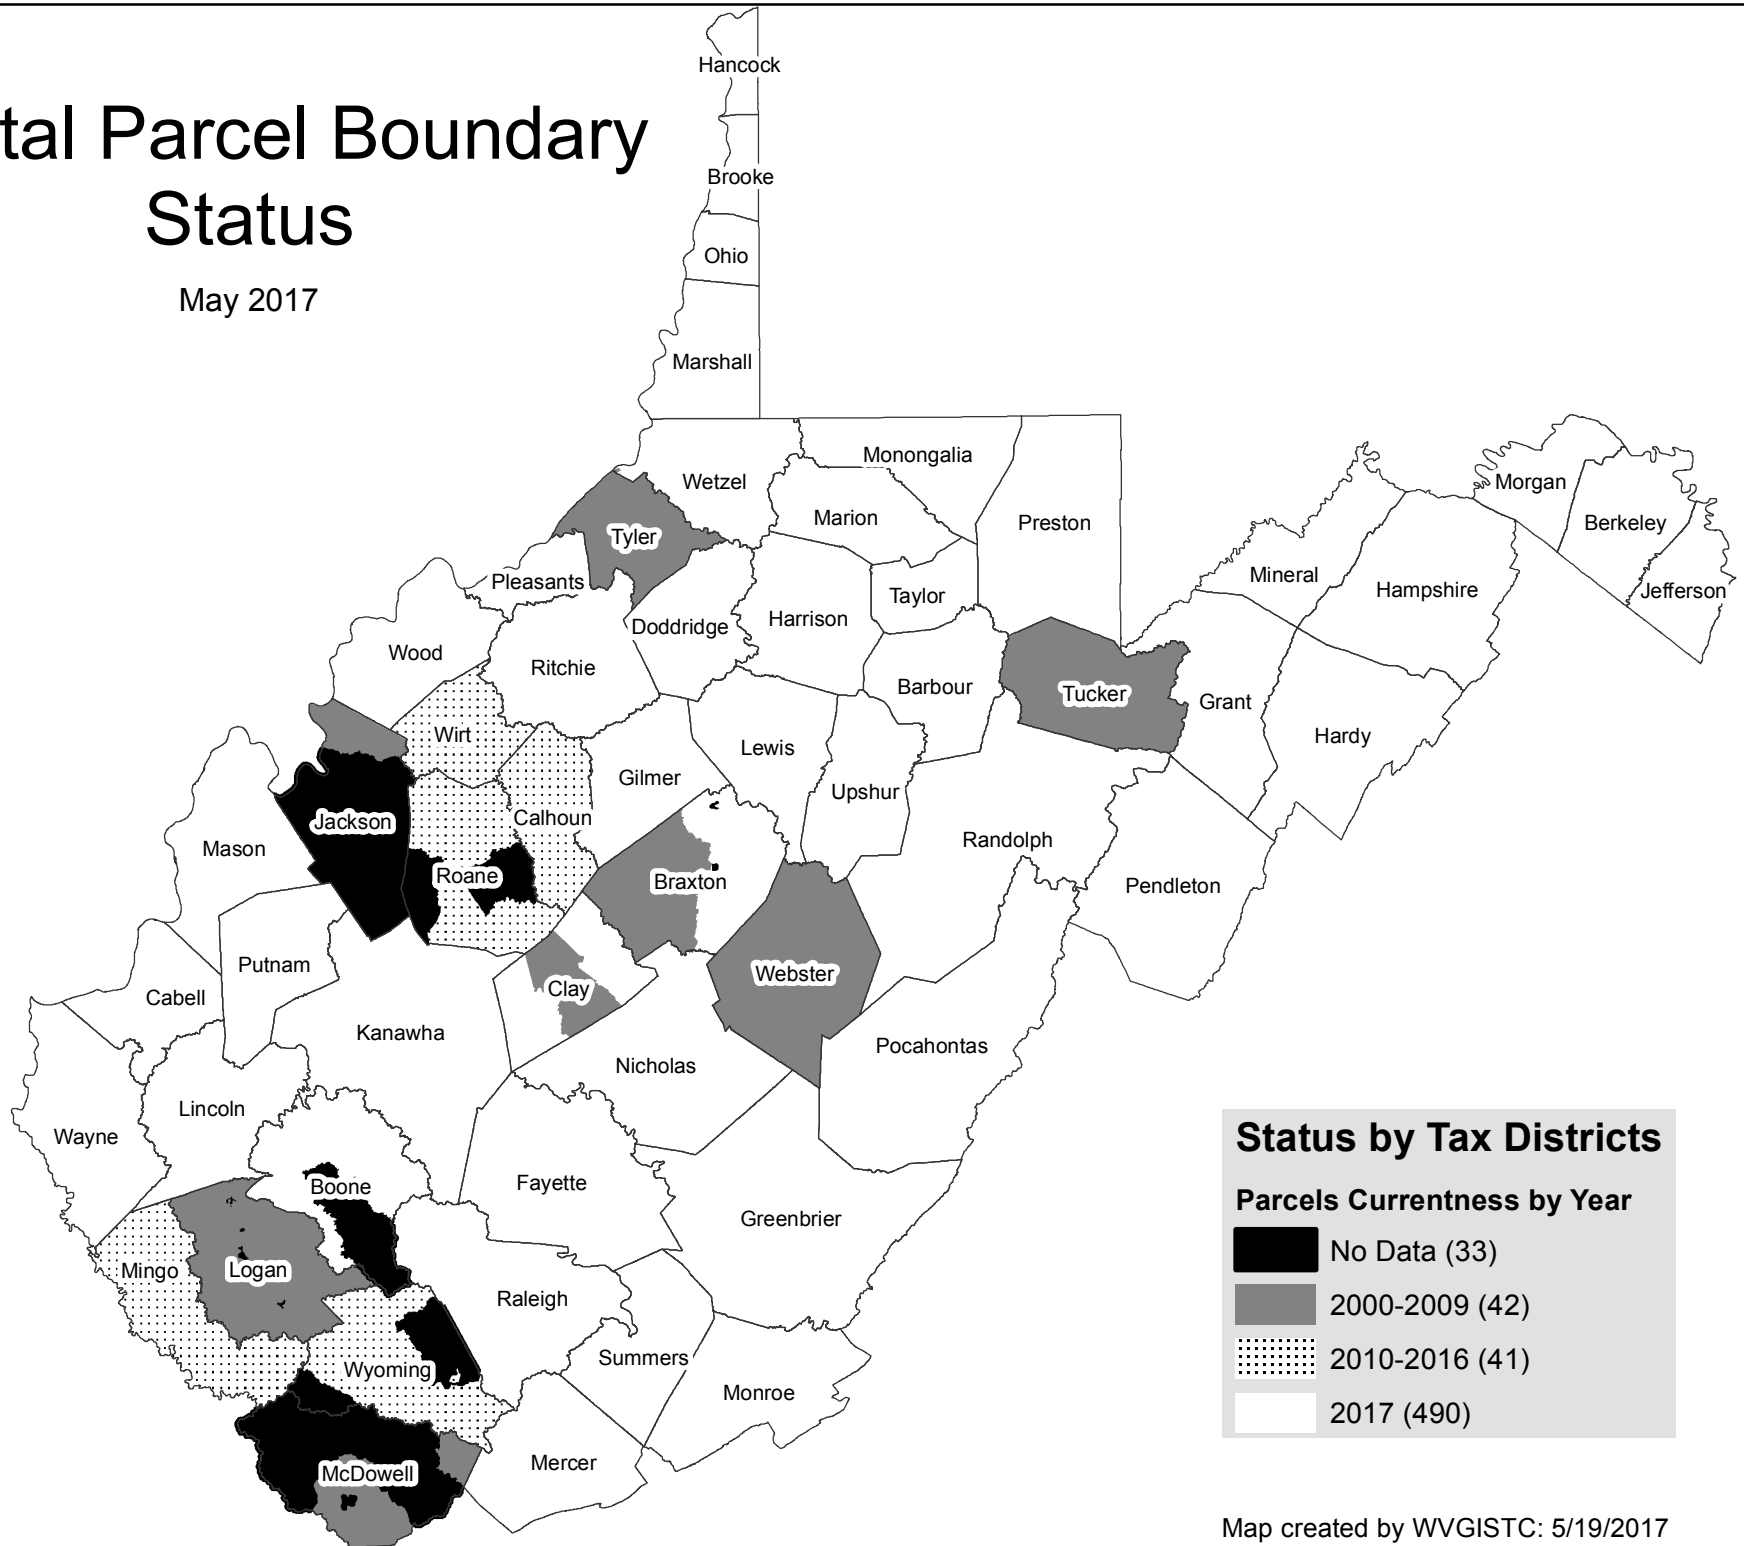 tal Parcel Boundary
Status
May 2017
Hancock
Brooke
Ohio
Marshall
Wetzel
Monongalia
Marion
Preston
Tyler
Morgan
Berkeley
Jefferson
Mineral
Hampshire
Pleasants
Taylor
Harrison
Doddridge
Wood
Ritchie
Barbour
Tucker
Grant
Hardy
Wirt
Lewis
Gilmer
Upshur
Calhoun
Jackson
Mason
Randolph
Roane
Braxton
Pendleton
Putnam
Webster
Clay
Cabell
Kanawha
Pocahontas
Nicholas
Lincoln
Wayne
Boone
Fayette
Greenbrier
Mingo
Logan
Raleigh
Wyoming
Summers
Monroe
Mercer
McDowell
Status by Tax Districts
Parcels Currentness by Year
No Data (33)
2000-2009 (42)
2010-2016 (41)
2017 (490)
Map created by WVGISTC: 5/19/2017